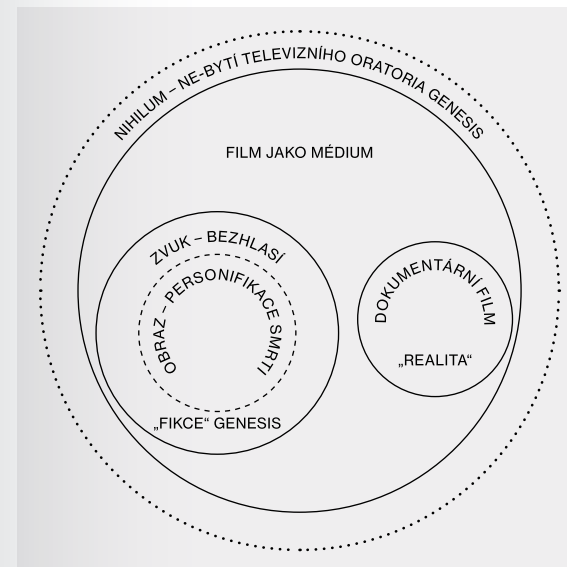 NIHILUM – NE-BYTÍ TELEVIZNÍHO ORATORIA GENESIS
FILM JAKO MÉDIUM
ZVUK – BEZHLASÍ
OBRAZ – PERSONIFIKACE SMRTI
„FIKCE“ GENESIS
DOKUMENTÁRNÍ FILM
„REALITA“